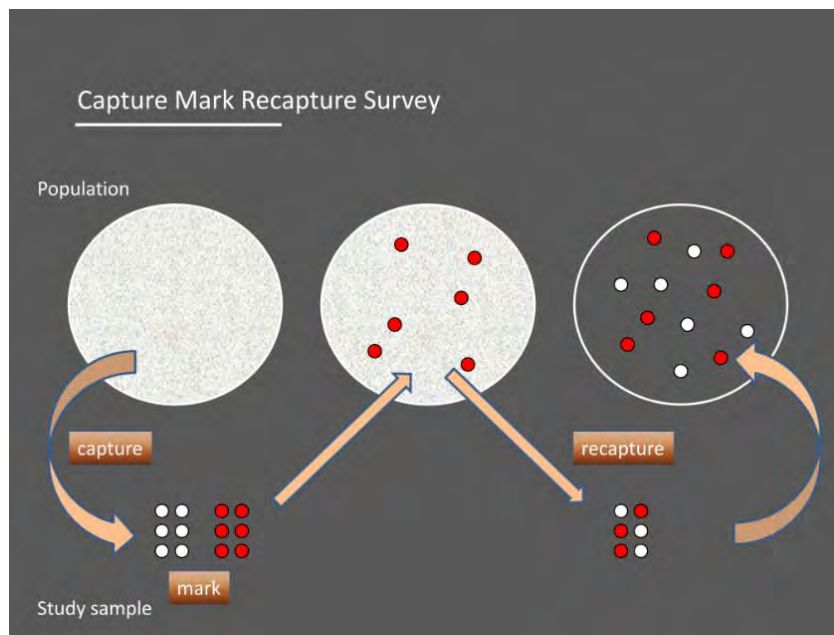 Capture Mark Recapture Survey
Population
capture
recapture
mark
Study sample